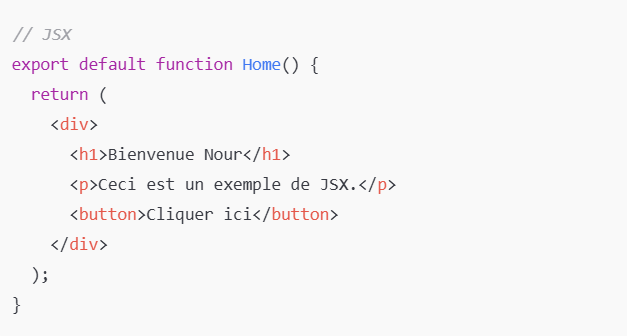 // JSX
export default function Home() {
  return (
    <div>
      <h1>Bienvenue Nour</h1>
      <p>Ceci est un exemple de JSX.</p>
      <button>Cliquer ici</button>
    </div>
  );
}